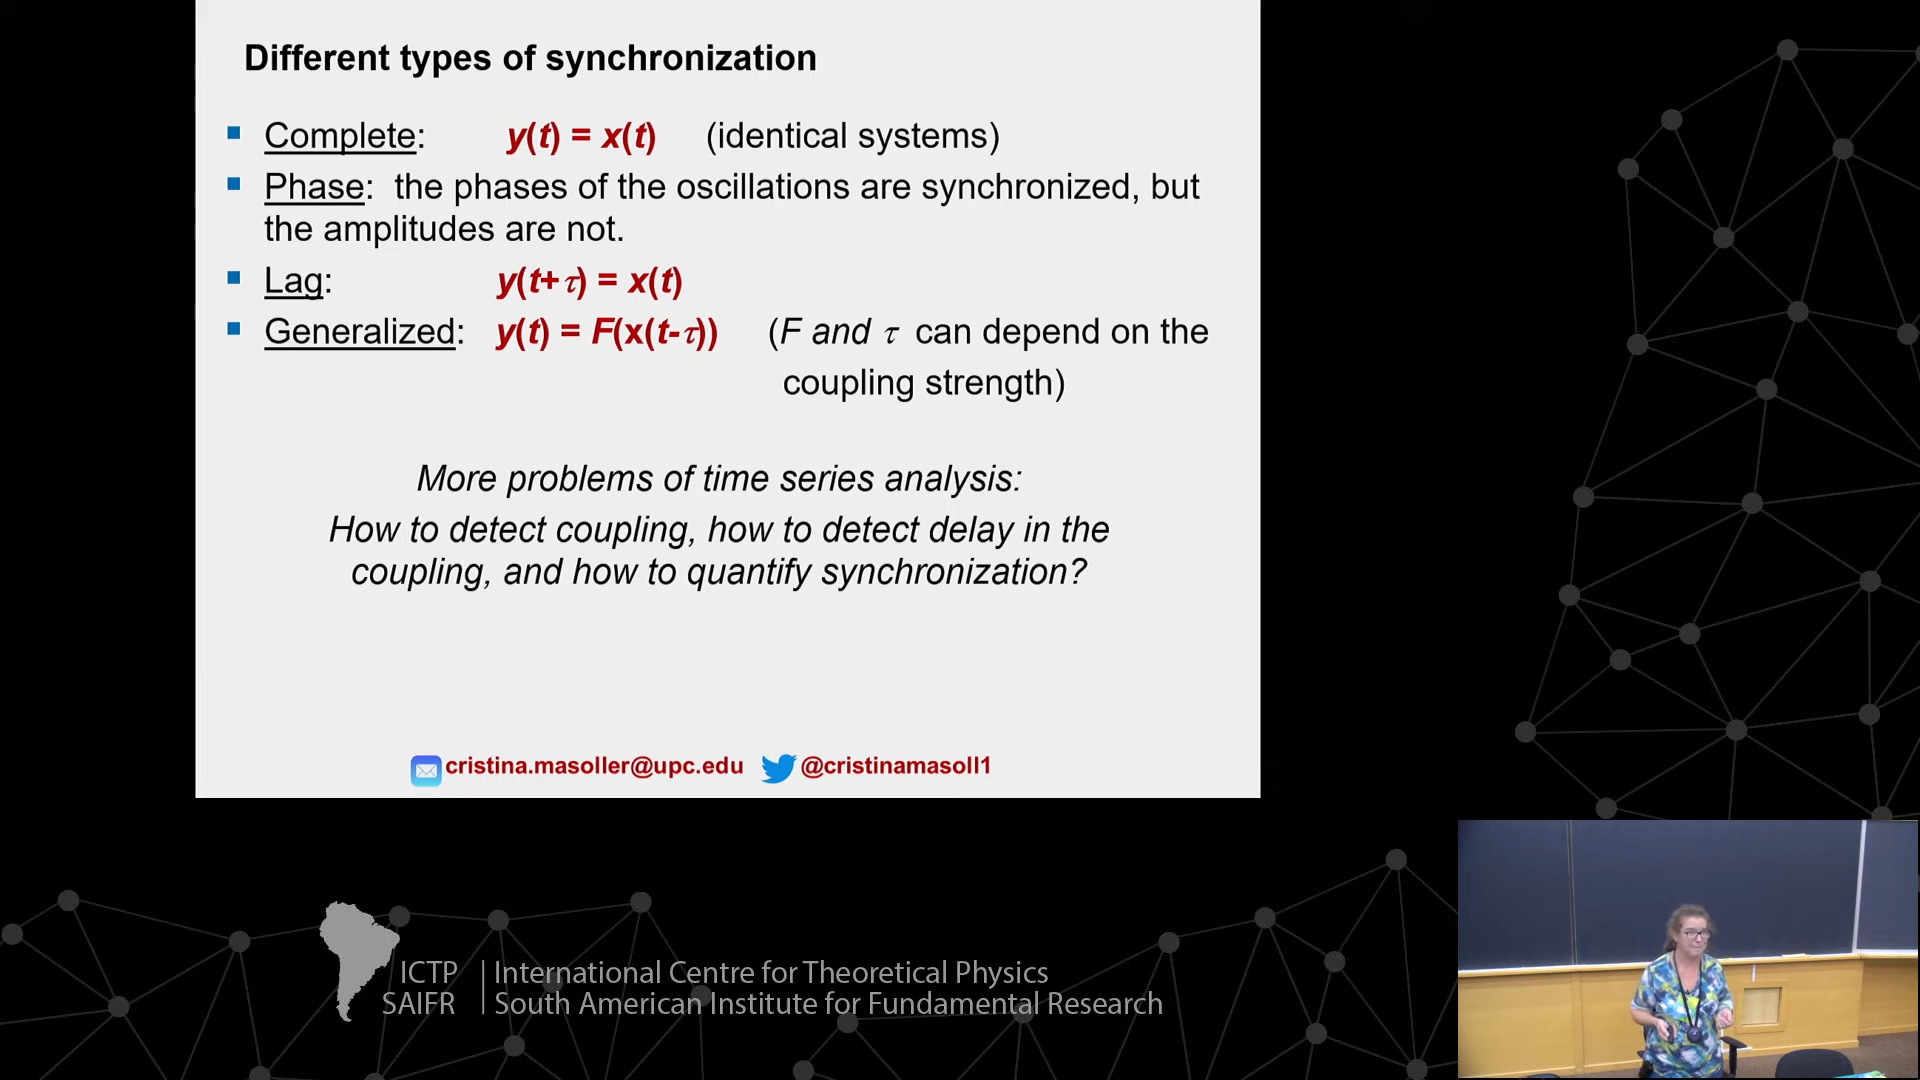 Different types of synchronization
Complete: y(t) = x(t) (identical systems)
Phase: the phases of the oscillations are synchronized, but
the amplitudes are not.
Lag: y(t+τ) = x(t)
Generalized: y(t) = F(x(t-τ)) (F and τ can depend on the
coupling strength)
More problems of time series analysis:
How to detect coupling, how to detect delay in the
coupling, and how to quantify synchronization?
cristina.masoller@upc.edu @cristinamasoll1
ICTP | International Centre for Theoretical Physics
SAIFR | South American Institute for Fundamental Research